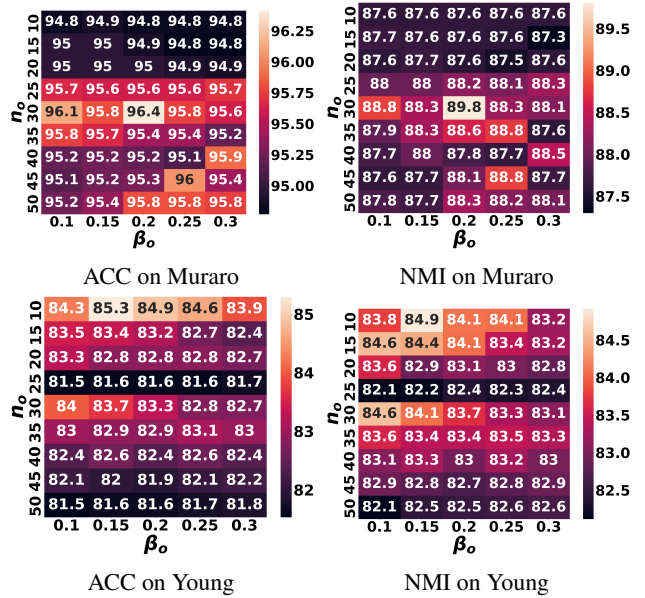 10 94.8 94.9 94.9 94.8 94.8
15 95 95 94.9 94.8 94.8
20 95 95 95 94.9 94.9
25 95.7 95.6 95.6 95.6 95.7
30 96.1 95.8 96.4 95.8 95.6
35 95.8 95.7 95.4 95.4 95.2
40 95.2 95.2 95.2 95.1 95.9
45 95.1 95.2 95.3 96 95.4
50 95.2 95.4 95.8 95.8 95.8
0.1 0.15 0.2 0.25 0.3
nₒ
βₒ
96.25
96.00
95.75
95.50
95.25
95.00
ACC on Muraro
10 87.6 87.6 87.6 87.6 87.6
15 87.7 87.6 87.6 87.6 87.3
20 87.6 87.7 87.6 87.5 87.6
25 88 88 88.2 88.1 88.3
30 88.8 88.3 89.8 88.3 88.1
35 87.9 88.3 88.6 88.8 87.6
40 87.7 88 87.8 87.7 88.5
45 87.6 87.7 88.1 88.8 87.7
50 87.8 87.7 88.3 88.2 88.1
0.1 0.15 0.2 0.25 0.3
βₒ
89.5
89.0
88.5
88.0
87.5
NMI on Muraro
10 84.3 85.3 84.9 84.6 83.9
15 83.5 83.4 83.2 82.7 82.4
20 83.3 82.8 82.8 82.8 82.7
25 81.5 81.6 81.6 81.6 81.7
30 84 83.7 83.3 82.8 82.7
35 83 82.9 82.9 83.1 83
40 82.4 82.6 82.4 82.6 82.6
45 82.1 82 81.9 82.1 82.2
50 81.5 81.6 81.6 81.7 81.8
0.1 0.15 0.2 0.25 0.3
nₒ
βₒ
85
84
83
82
ACC on Young
10 83.8 84.9 84.1 84.1 83.2
15 84.6 84.4 84.1 83.4 83.2
20 83.6 82.9 83.1 83 82.8
25 82.1 82.2 82.4 82.3 82.4
30 84.6 84.1 83.7 83.3 83.1
35 83.6 83.4 83.4 83.5 83.3
40 83.1 83.3 83 83.2 83
45 82.9 82.8 82.7 82.8 82.9
50 82.1 82.5 82.5 82.6 82.6
0.1 0.15 0.2 0.25 0.3
βₒ
84.5
84.0
83.5
83.0
82.5
NMI on Young